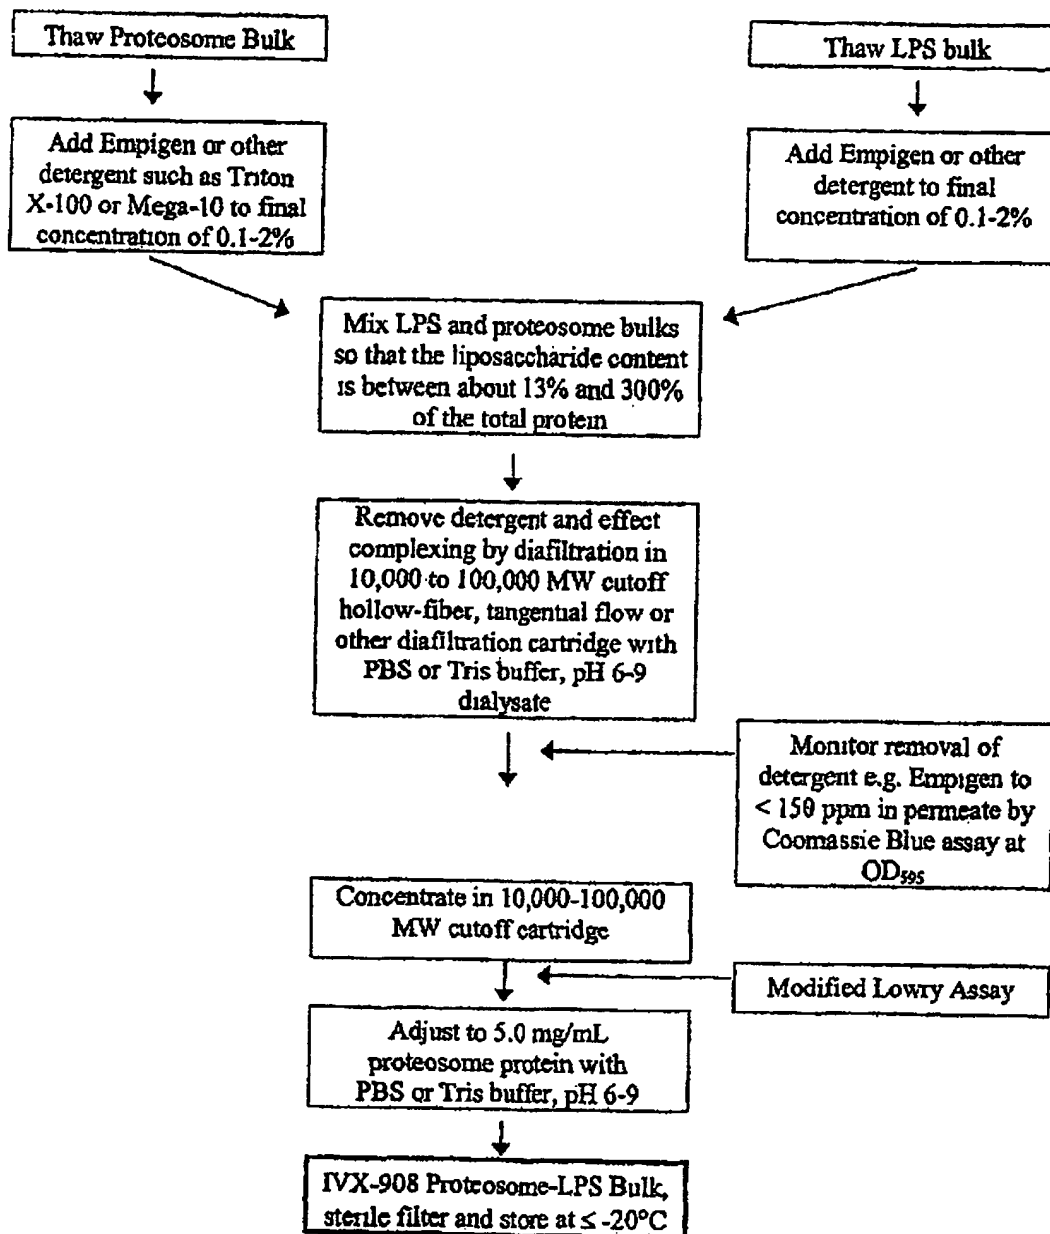 Thaw Proteosome Bulk
Thaw LPS bulk
Add Empigen or other
detergent such as Triton
X-100 or Mega-10 to final
concentration of 0.1-2%
Add Empigen or other
detergent to final
concentration of 0.1-2%
Mix LPS and proteosome bulks
so that the liposaccharide content
is between about 13% and 300%
of the total protein
Remove detergent and effect
complexing by diafiltration in
10,000 to 100,000 MW cutoff
hollow-fiber, tangential flow or
other diafiltration cartridge with
PBS or Tris buffer, pH 6-9
dialysate
Monitor removal of
detergent e.g. Empigen to
< 150 ppm in permeate by
Coomassie Blue assay at
OD₅₉₅
Concentrate in 10,000-100,000
MW cutoff cartridge
Modified Lowry Assay
Adjust to 5.0 mg/mL
proteosome protein with
PBS or Tris buffer, pH 6-9
IVX-908 Proteosome-LPS Bulk,
sterile filter and store at ≤ -20°C